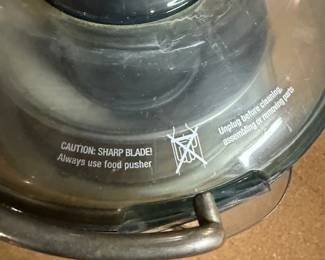 CAUTION: SHARP BLADE!
Always use food pusher
Unplug before cleaning,
assembling or removing parts